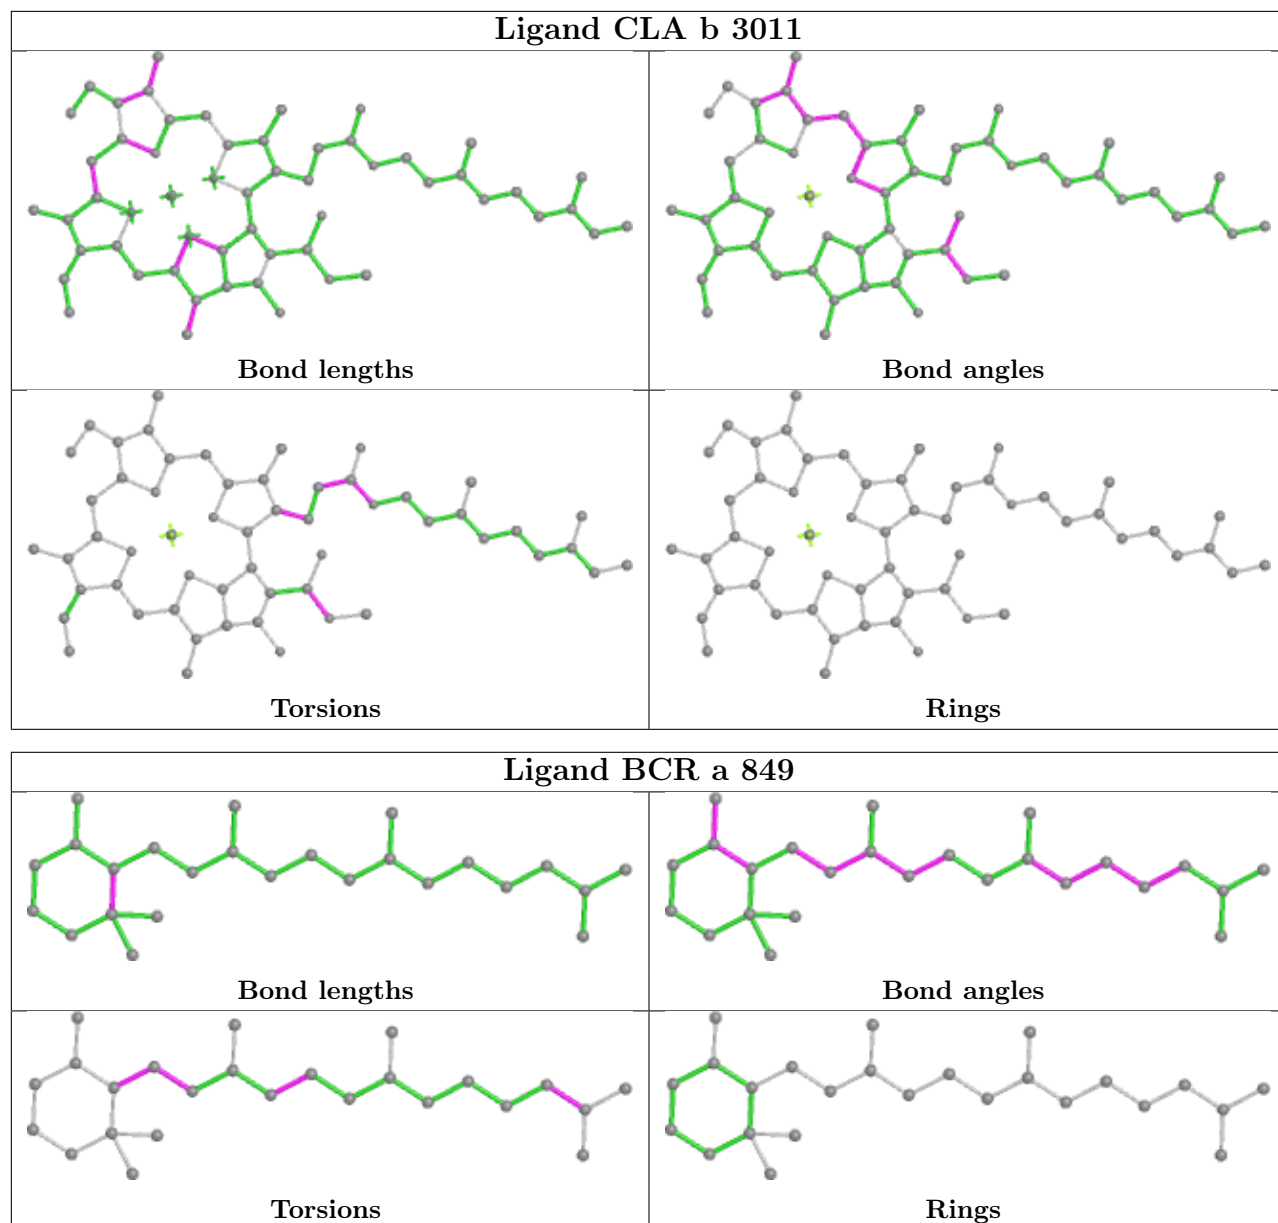 Ligand CLA b 3011
Bond lengths
Bond angles
Torsions
Rings
Ligand BCR a 849
Bond lengths
Bond angles
Torsions
Rings